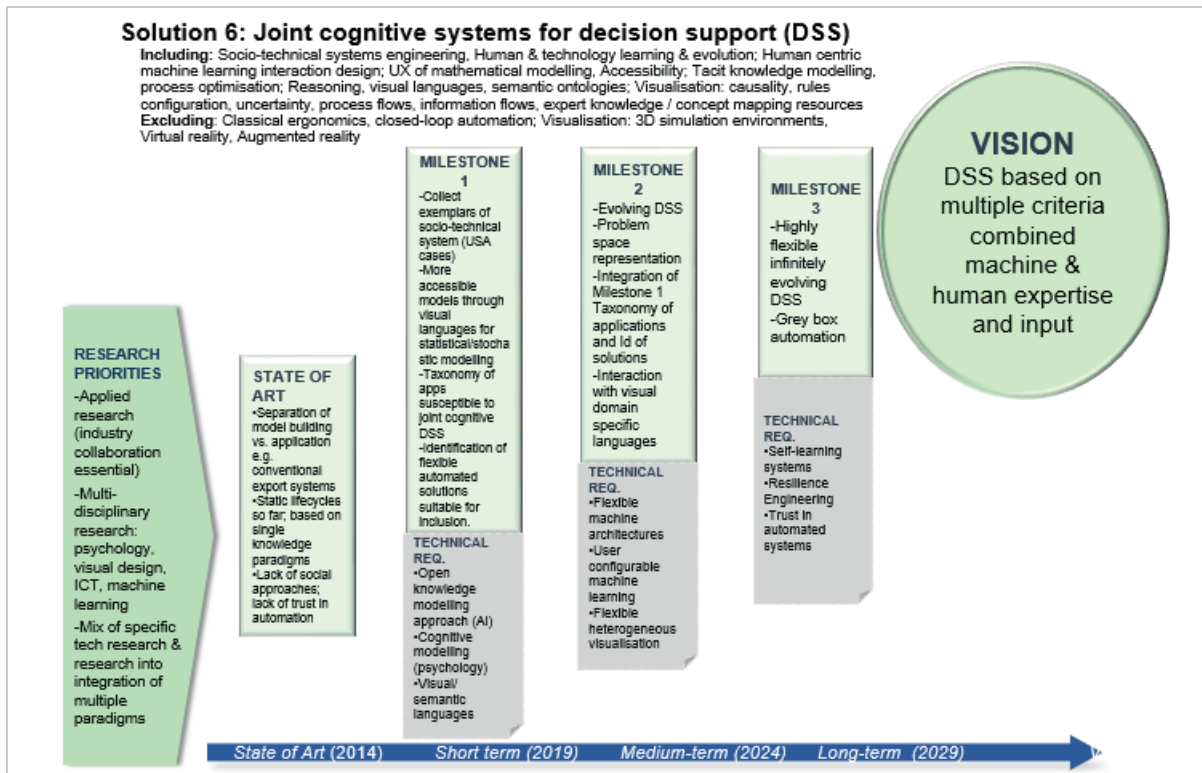 Solution 6: Joint cognitive systems for decision support (DSS)
Including: Socio-technical systems engineering, Human & technology learning & evolution; Human centric
machine learning interaction design; UX of mathematical modelling, Accessibility; Tacit knowledge modelling,
process optimisation; Reasoning, visual languages, semantic ontologies; Visualisation: causality, rules
configuration, uncertainty, process flows, information flows, expert knowledge / concept mapping resources
Excluding: Classical ergonomics, closed-loop automation; Visualisation: 3D simulation environments,
Virtual reality, Augmented reality
RESEARCH
PRIORITIES
-Applied
research
(industry
collaboration
essential)
-Multi-
disciplinary
research:
psychology,
visual design,
ICT, machine
learning
-Mix of specific
tech research &
research into
integration of
multiple
paradigms
STATE OF
ART
•Separation of
model building
vs. application
e.g.
conventional
export systems
•Static lifecycles
so far; based on
single
knowledge
paradigms
•Lack of social
approaches;
lack of trust in
automation
MILESTONE
1
-Collect
exemplars of
socio-technical
system (USA
cases)
-More
accessible
models through
visual
languages for
statistical/stocha
stic modelling
-Taxonomy of
apps
susceptible to
joint cognitive
DSS
-Identification of
flexible
automated
solutions
suitable for
inclusion.
TECHNICAL
REQ.
•Open
knowledge
modelling
approach (AI)
•Cognitive
modelling
(psychology)
•Visual/
semantic
languages
MILESTONE
2
-Evolving DSS
-Problem
space
representation
-Integration of
Milestone 1
Taxonomy of
applications
and Id of
solutions
-Interaction
with visual
domain
specific
languages
TECHNICAL
REQ.
•Flexible
machine
architectures
•User
configurable
machine
learning
•Flexible
heterogeneous
visualisation
MILESTONE
3
-Highly
flexible
infinitely
evolving
DSS
-Grey box
automation
TECHNICAL
REQ.
•Self-learning
systems
•Resilience
Engineering
•Trust in
automated
systems
VISION
DSS based on
multiple criteria
combined
machine &
human expertise
and input
State of Art (2014) Short term (2019) Medium-term (2024) Long-term (2029)